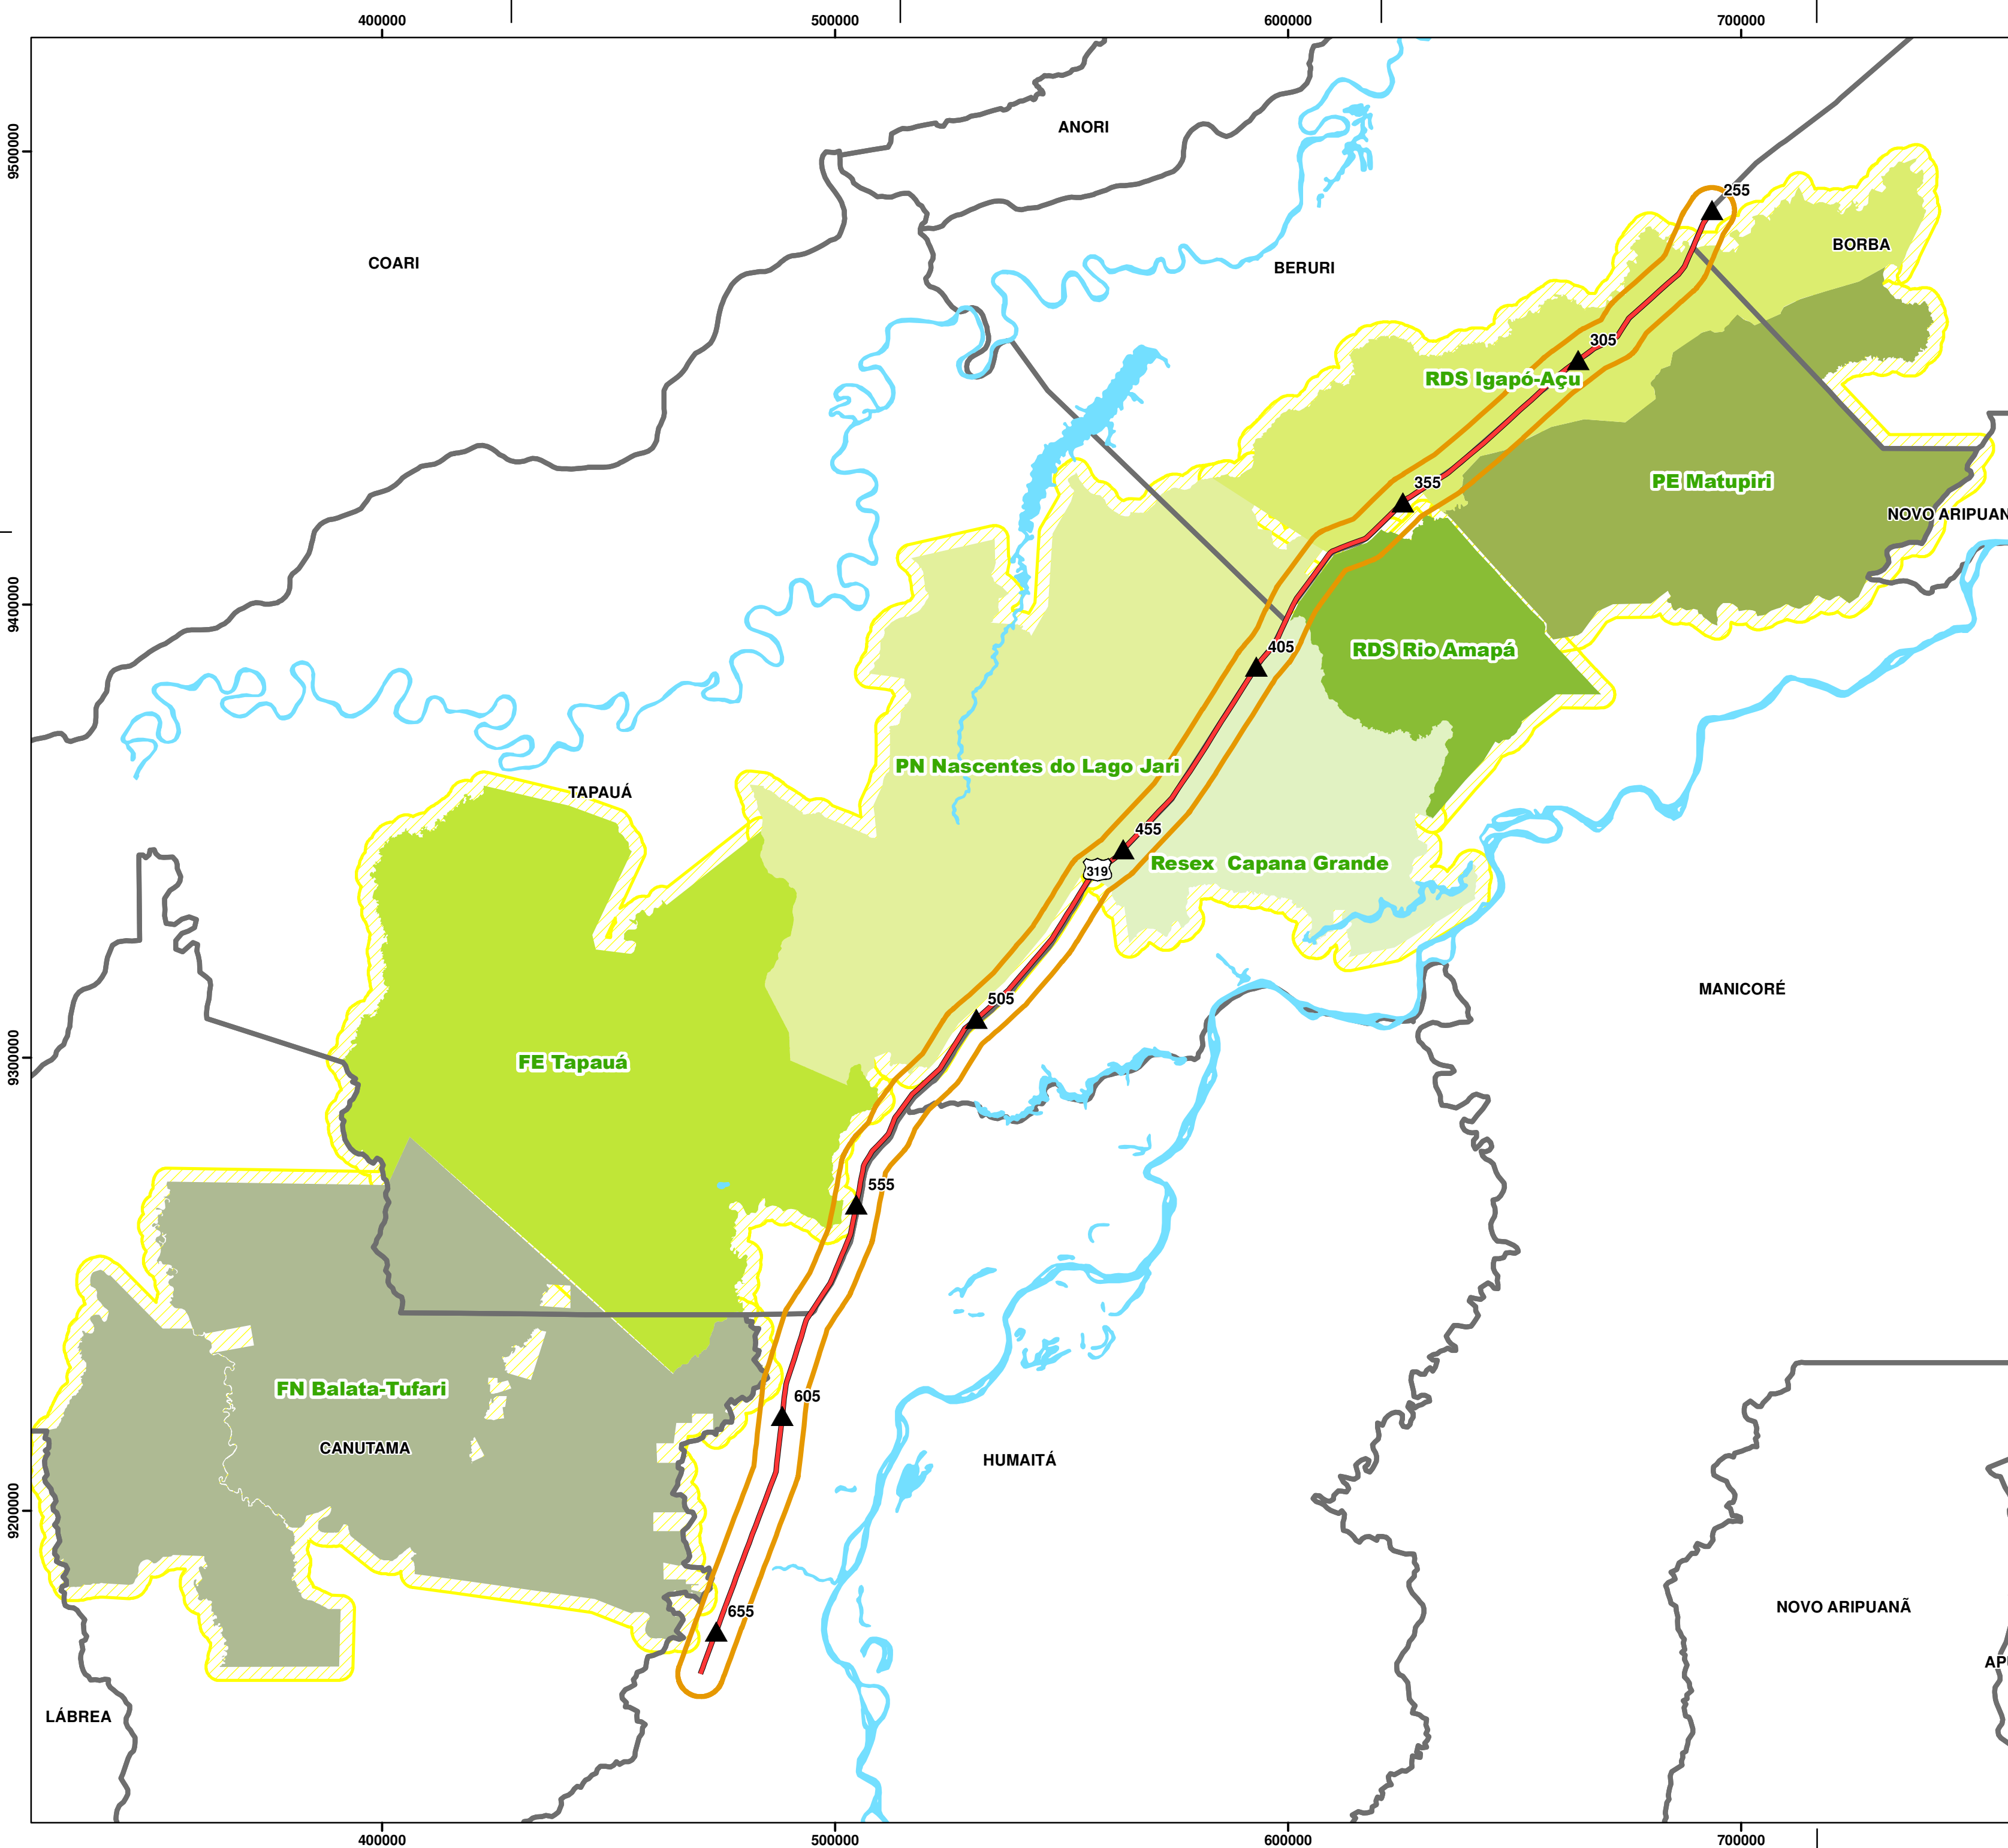 400000 500000 600000 700000
9500000
ANORI
255
COARI
BERURI
BORBA
305
RDS Igapó-Açu
355
PE Matupiri
NOVO ARIPUAN
9400000
405
RDS Rio Amapá
PN Nascentes do Lago Jari
TAPAUÁ
455
319
Resex Capana Grande
MANICORÉ
505
9300000
FE Tapauá
555
FN Balata-Tufari
605
CANUTAMA
HUMAITÁ
9200000
655
NOVO ARIPUANÃ
AP
LÁBREA
400000 500000 600000 700000